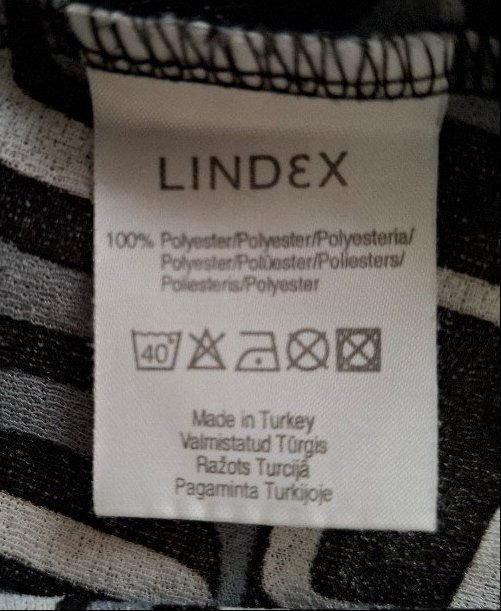 LINDEX
100% Polyester/Polyester/Polyesteria/
Polyester/Polüester/Poliesters/
Poliesteris/Polyester
40°
Made in Turkey
Valmistatud Türgis
Ražots Turcijā
Pagaminta Turkijoje